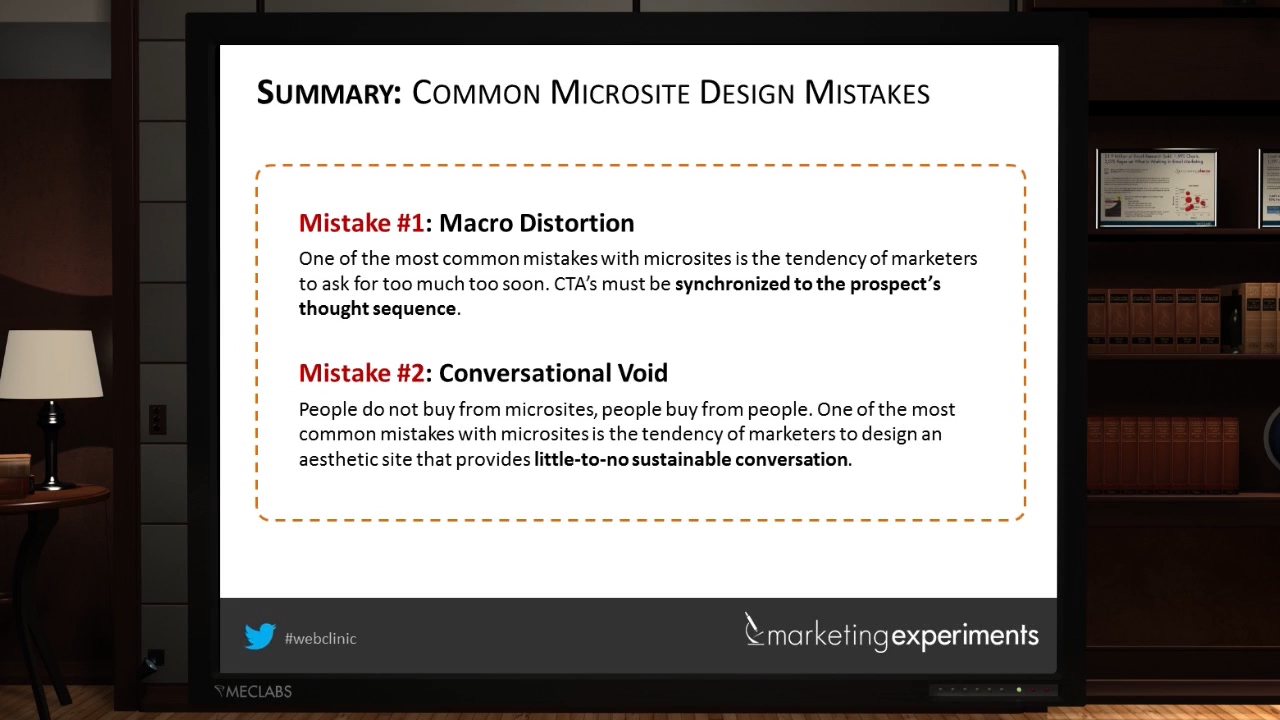 SUMMARY: COMMON MICROSITE DESIGN MISTAKES
Mistake #1: Macro Distortion
One of the most common mistakes with microsites is the tendency of marketers
to ask for too much too soon. CTA’s must be synchronized to the prospect’s
thought sequence.
Mistake #2: Conversational Void
People do not buy from microsites, people buy from people. One of the most
common mistakes with microsites is the tendency of marketers to design an
aesthetic site that provides little-to-no sustainable conversation.
#webclinic
marketingexperiments
MECLABS